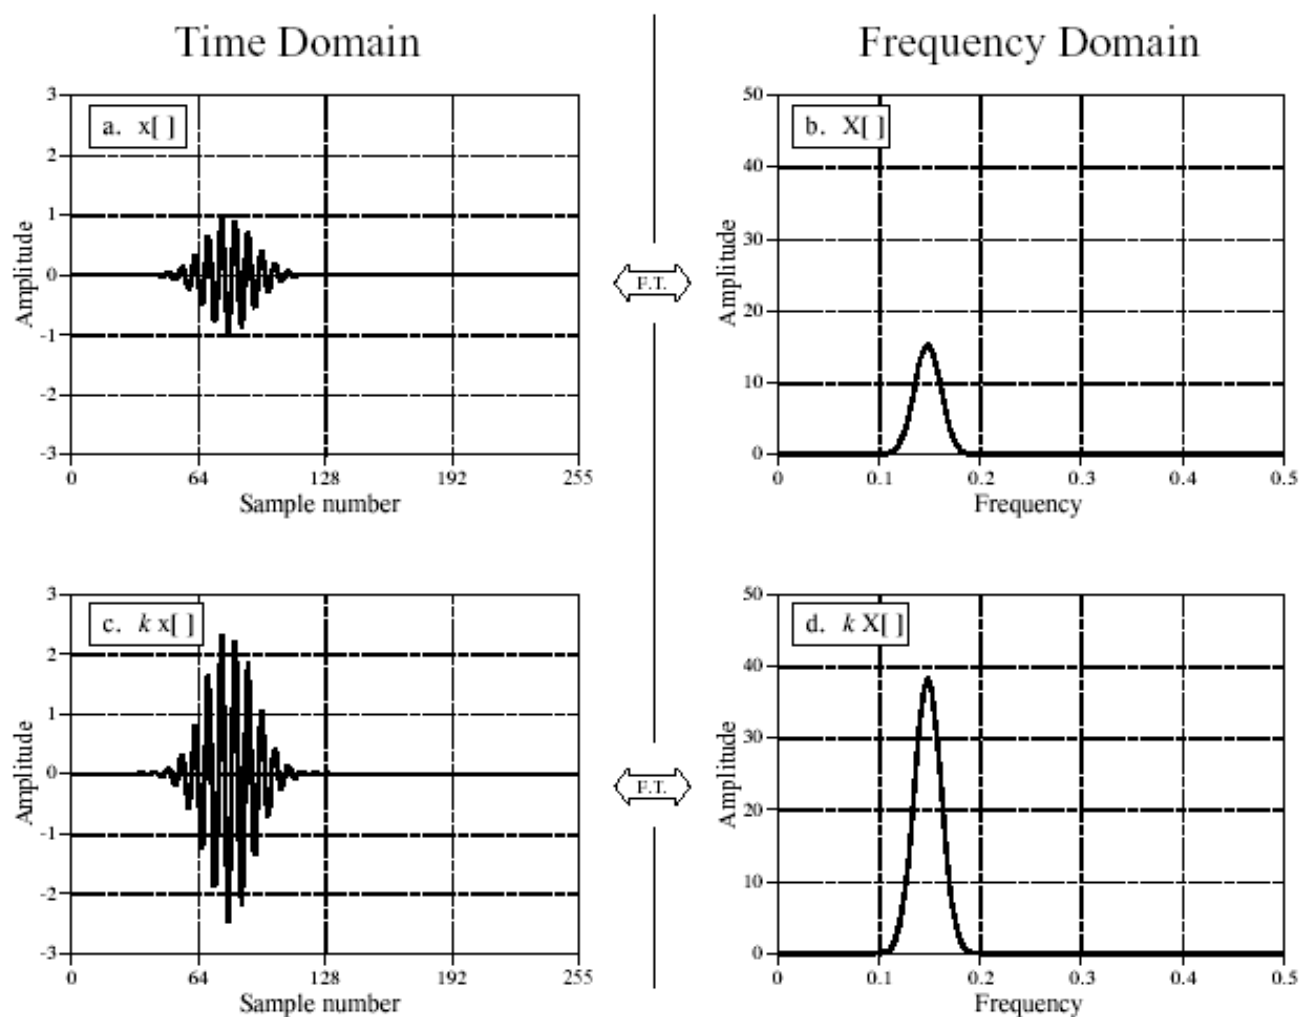 Time Domain
Frequency Domain
a. x[ ]
3
2
1
0
-1
-2
-3
Amplitude
0 64 128 192 255
Sample number
F.T.
b. X[ ]
50
40
30
20
10
0
Amplitude
0 0.1 0.2 0.3 0.4 0.5
Frequency
c. k x[ ]
3
2
1
0
-1
-2
-3
Amplitude
0 64 128 192 255
Sample number
F.T.
d. k X[ ]
50
40
30
20
10
0
Amplitude
0 0.1 0.2 0.3 0.4 0.5
Frequency